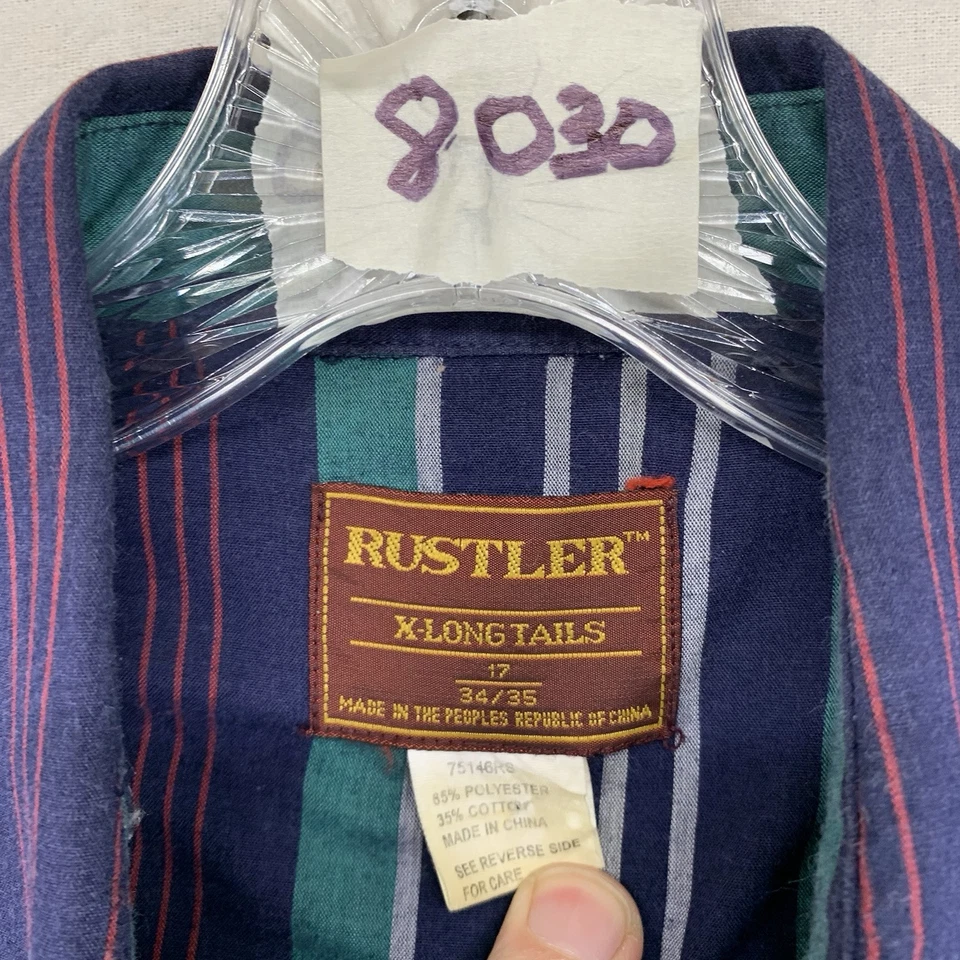 8030
RUSTLER™
X-LONG TAILS
17
34/35
MADE IN THE PEOPLES REPUBLIC OF CHINA
75146RS
65% POLYESTER
35% COTTON
MADE IN CHINA
SEE REVERSE SIDE
FOR CARE